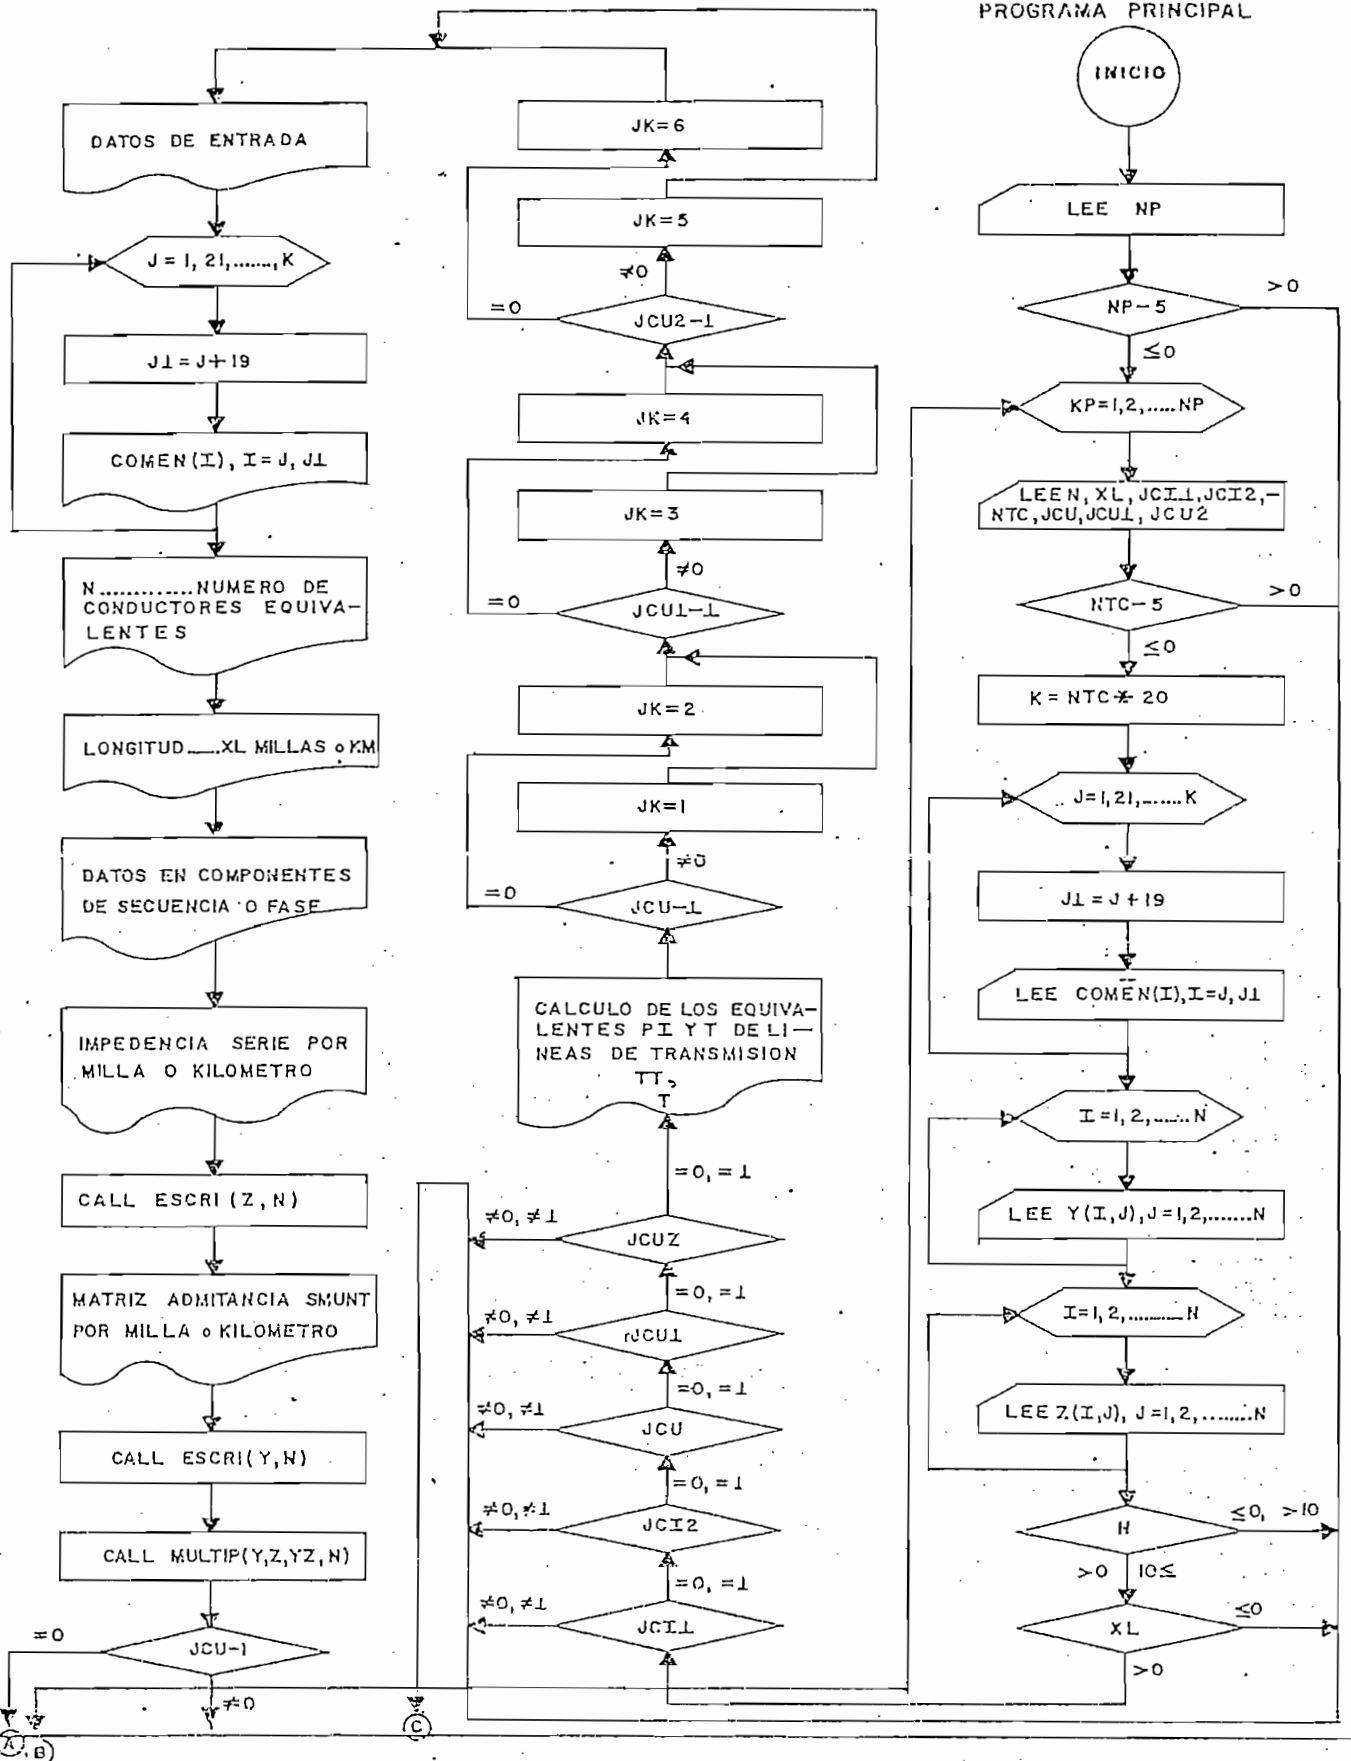 PROGRAMA PRINCIPAL
INICIO
LEE NP
NP-5
>0
≤0
KP=1,2,.....NP
LEE N, XL, JCI1, JCI2,-
NTC, JCU, JCU1, JCU2
NTC-5
>0
≤0
K = NTC * 20
J=1,21,.......K
J1 = J+19
LEE COMEN(I),I=J,J1
I=1,2,.......N
LEE Y(I,J),J=1,2,.......N
I=1,2,..........N
LEE Z(I,J), J=1,2,........N
N
≤0, >10
>0
10≤
XL
≤0
>0
JCI1
≠0, ≠1
=0, =1
JCI2
≠0, ≠1
=0, =1
JCU
≠0, ≠1
=0, =1
JCU1
≠0, ≠1
=0, =1
JCU2
≠0, ≠1
=0, =1
CALCULO DE LOS EQUIVA-
LENTES PI Y T DE LI-
NEAS DE TRANSMISION
TT,
T
JCU-1
=0
≠0
JK=1
JK=2
JCU1-1
=0
≠0
JK=3
JK=4
JCU2-1
=0
≠0
JK=5
JK=6
DATOS DE ENTRADA
J = 1, 21,......., K
J1 = J+19
COMEN(I), I=J, J1
N.............NUMERO DE
CONDUCTORES EQUIVA-
LENTES
LONGITUD......XL MILLAS o KM
DATOS EN COMPONENTES
DE SECUENCIA O FASE
IMPEDENCIA SERIE POR
MILLA O KILOMETRO
CALL ESCRI (Z, N)
MATRIZ ADMITANCIA SMUNT
POR MILLA o KILOMETRO
CALL ESCRI(Y,N)
CALL MULTIP(Y,Z,YZ,N)
JCU-1
=0
≠0
A
B
C